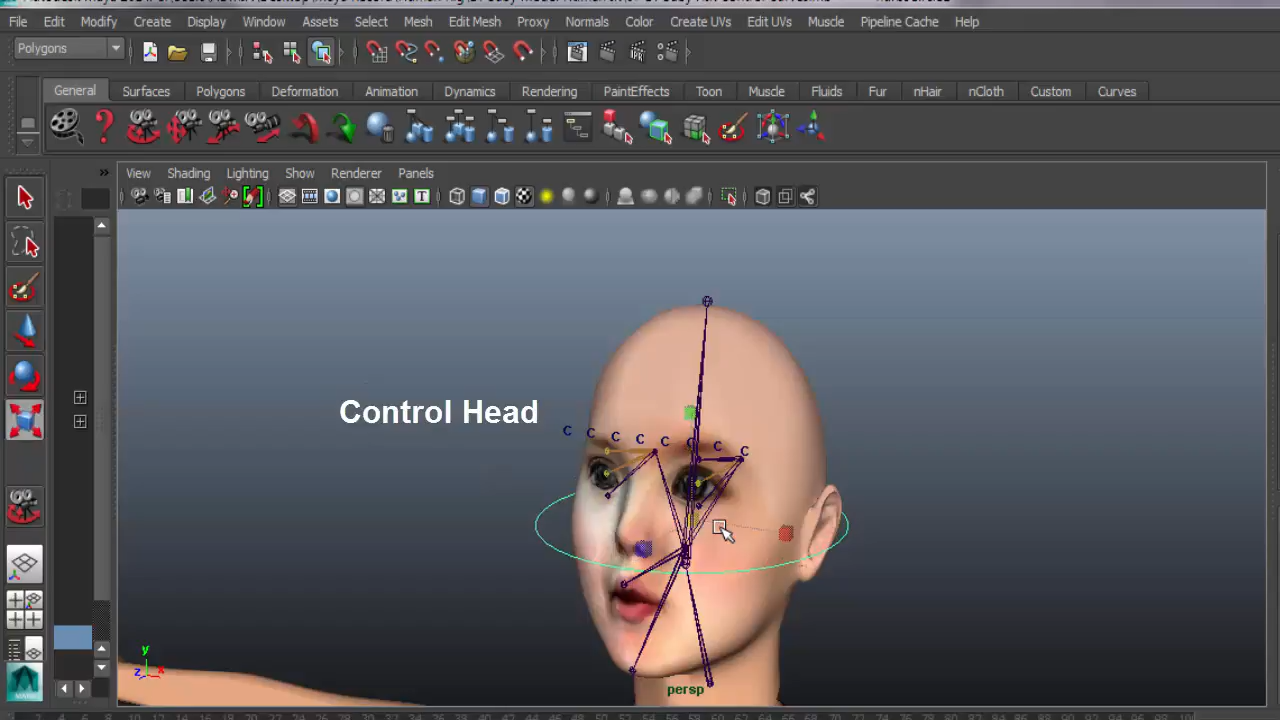 File Edit Modify Create Display Window Assets Select Mesh Edit Mesh Proxy Normals Color Create UVs Edit UVs Muscle Pipeline Cache Help
Polygons
General Surfaces Polygons Deformation Animation Dynamics Rendering PaintEffects Toon Muscle Fluids Fur nHair nCloth Custom Curves
View Shading Lighting Show Renderer Panels
Control Head
C C C C C C C C
y
z x
persp